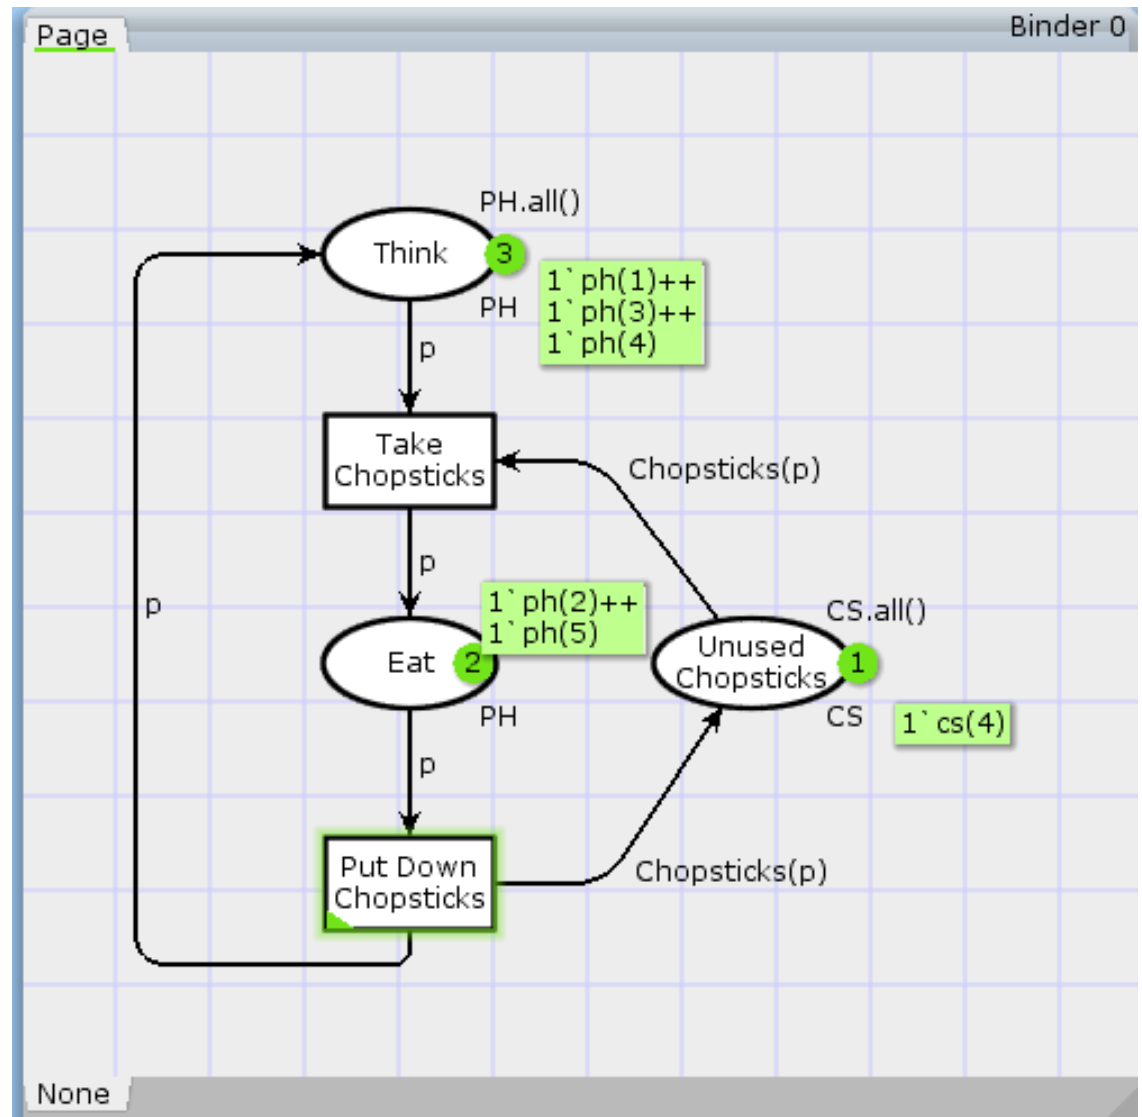 Page
Binder 0
PH.all()
Think
3
PH
1`ph(1)++
1`ph(3)++
1`ph(4)
p
Take
Chopsticks
Chopsticks(p)
p
p
1`ph(2)++
1`ph(5)
Eat
2
PH
CS.all()
Unused
Chopsticks
1
CS
1`cs(4)
p
Put Down
Chopsticks
Chopsticks(p)
None